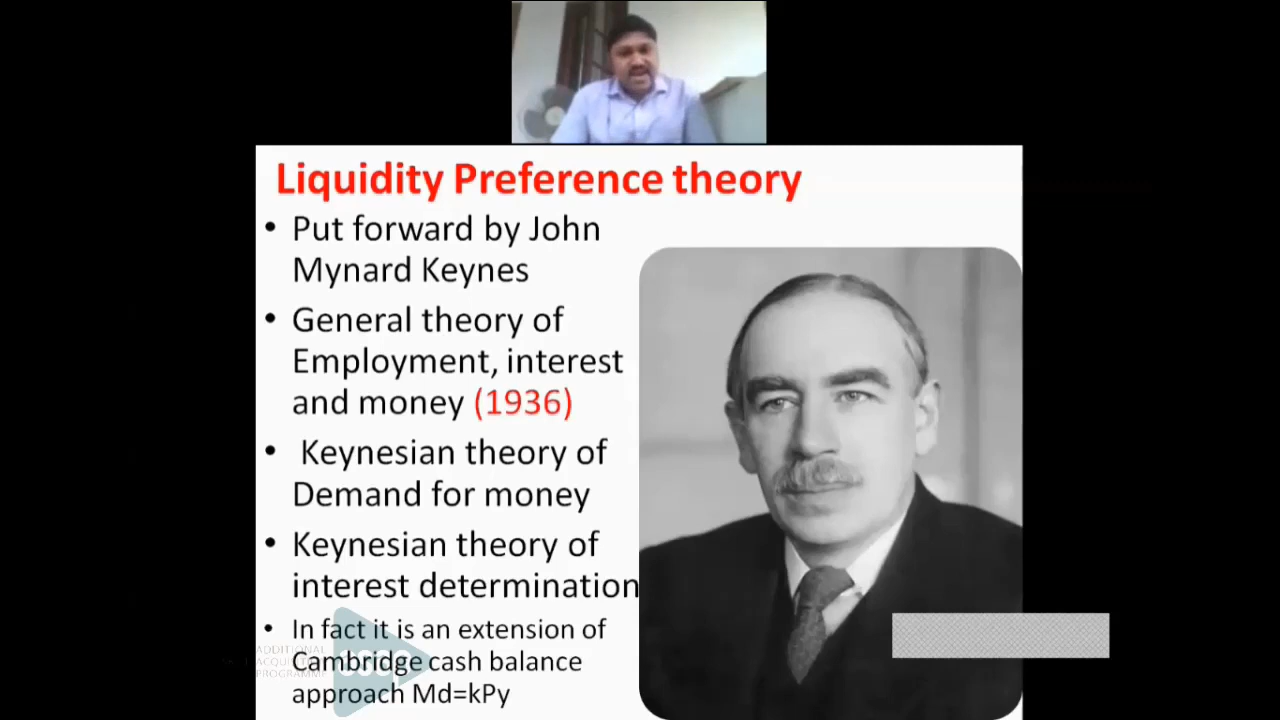 Liquidity Preference theory
• Put forward by John
Mynard Keynes
• General theory of
Employment, interest
and money (1936)
• Keynesian theory of
Demand for money
• Keynesian theory of
interest determination
• In fact it is an extension of
Cambridge cash balance
approach Md=kPy
ADDITIONAL
PROGRAMME